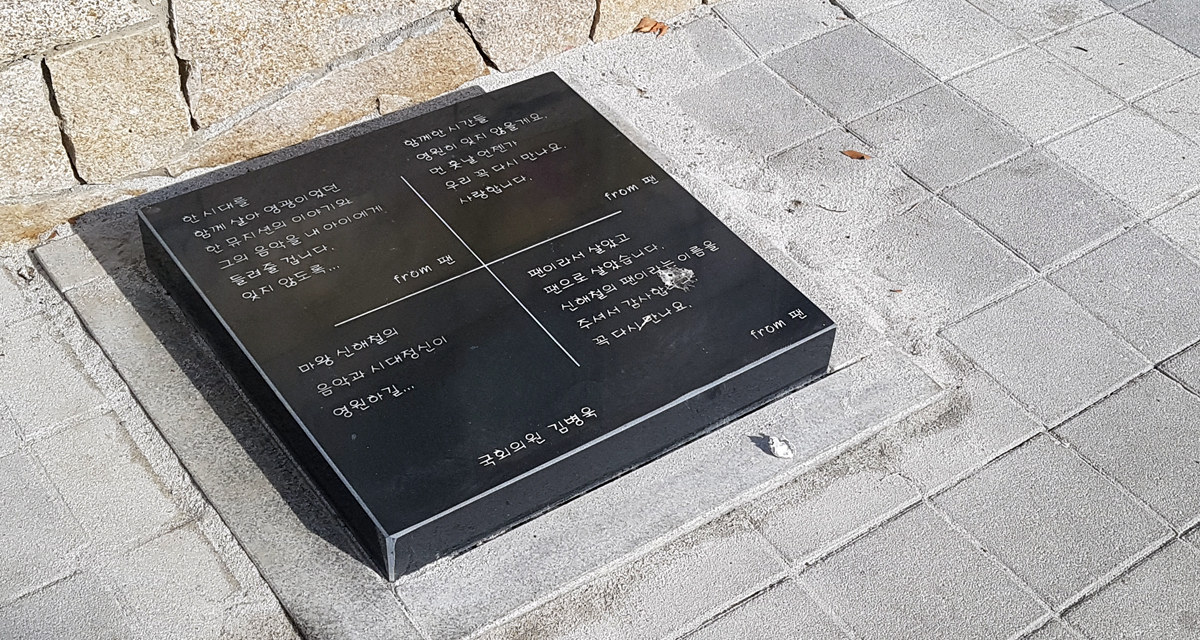 한 시대를
함께 살아 영광이었던
한 뮤지션의 이야기와
그의 음악을 내 아이에게
들려줄 겁니다.
잊지 않도록...
from 팬
함께한 시간들
영원히 잊지 않을게요.
먼 훗날 언젠가
우리 꼭 다시 만나요.
사랑합니다.
from 팬
마왕 신해철의
음악과 시대정신이
영원하길...
국회의원 김병욱
팬이라서 살았고
팬으로 살았습니다.
신해철의 팬이라는 이름을
주셔서
꼭 다시 만나요.
from 팬